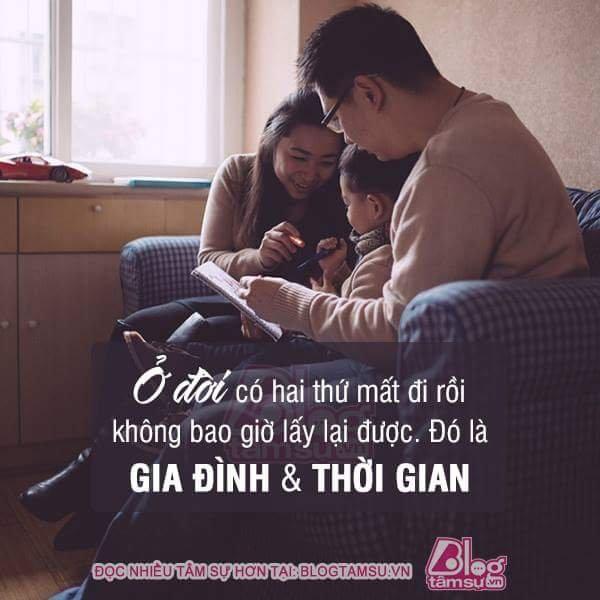 Ở đời có hai thứ mất đi rồi
không bao giờ lấy lại được. Đó là
GIA ĐÌNH & THỜI GIAN
ĐỌC NHIỀU TÂM SỰ HƠN TẠI: BLOGTAMSU.VN
Blog
tâmsự.vn